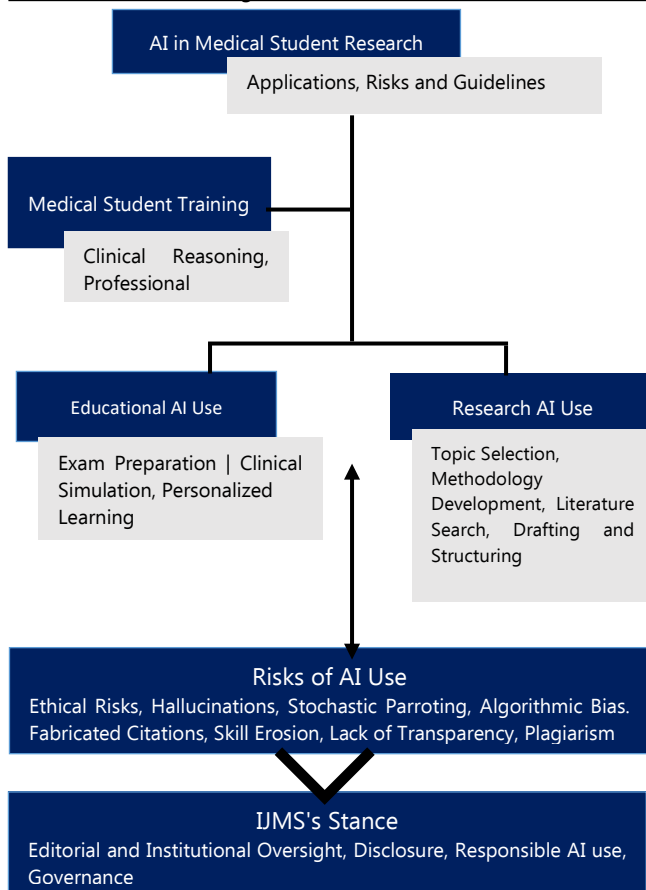 AI in Medical Student Research
Applications, Risks and Guidelines
Medical Student Training
Clinical Reasoning,
Professional
Educational AI Use
Exam Preparation | Clinical
Simulation, Personalized
Learning
Research AI Use
Topic Selection,
Methodology
Development, Literature
Search, Drafting and
Structuring
Risks of AI Use
Ethical Risks, Hallucinations, Stochastic Parroting, Algorithmic Bias.
Fabricated Citations, Skill Erosion, Lack of Transparency, Plagiarism
IJMS's Stance
Editorial and Institutional Oversight, Disclosure, Responsible AI use,
Governance